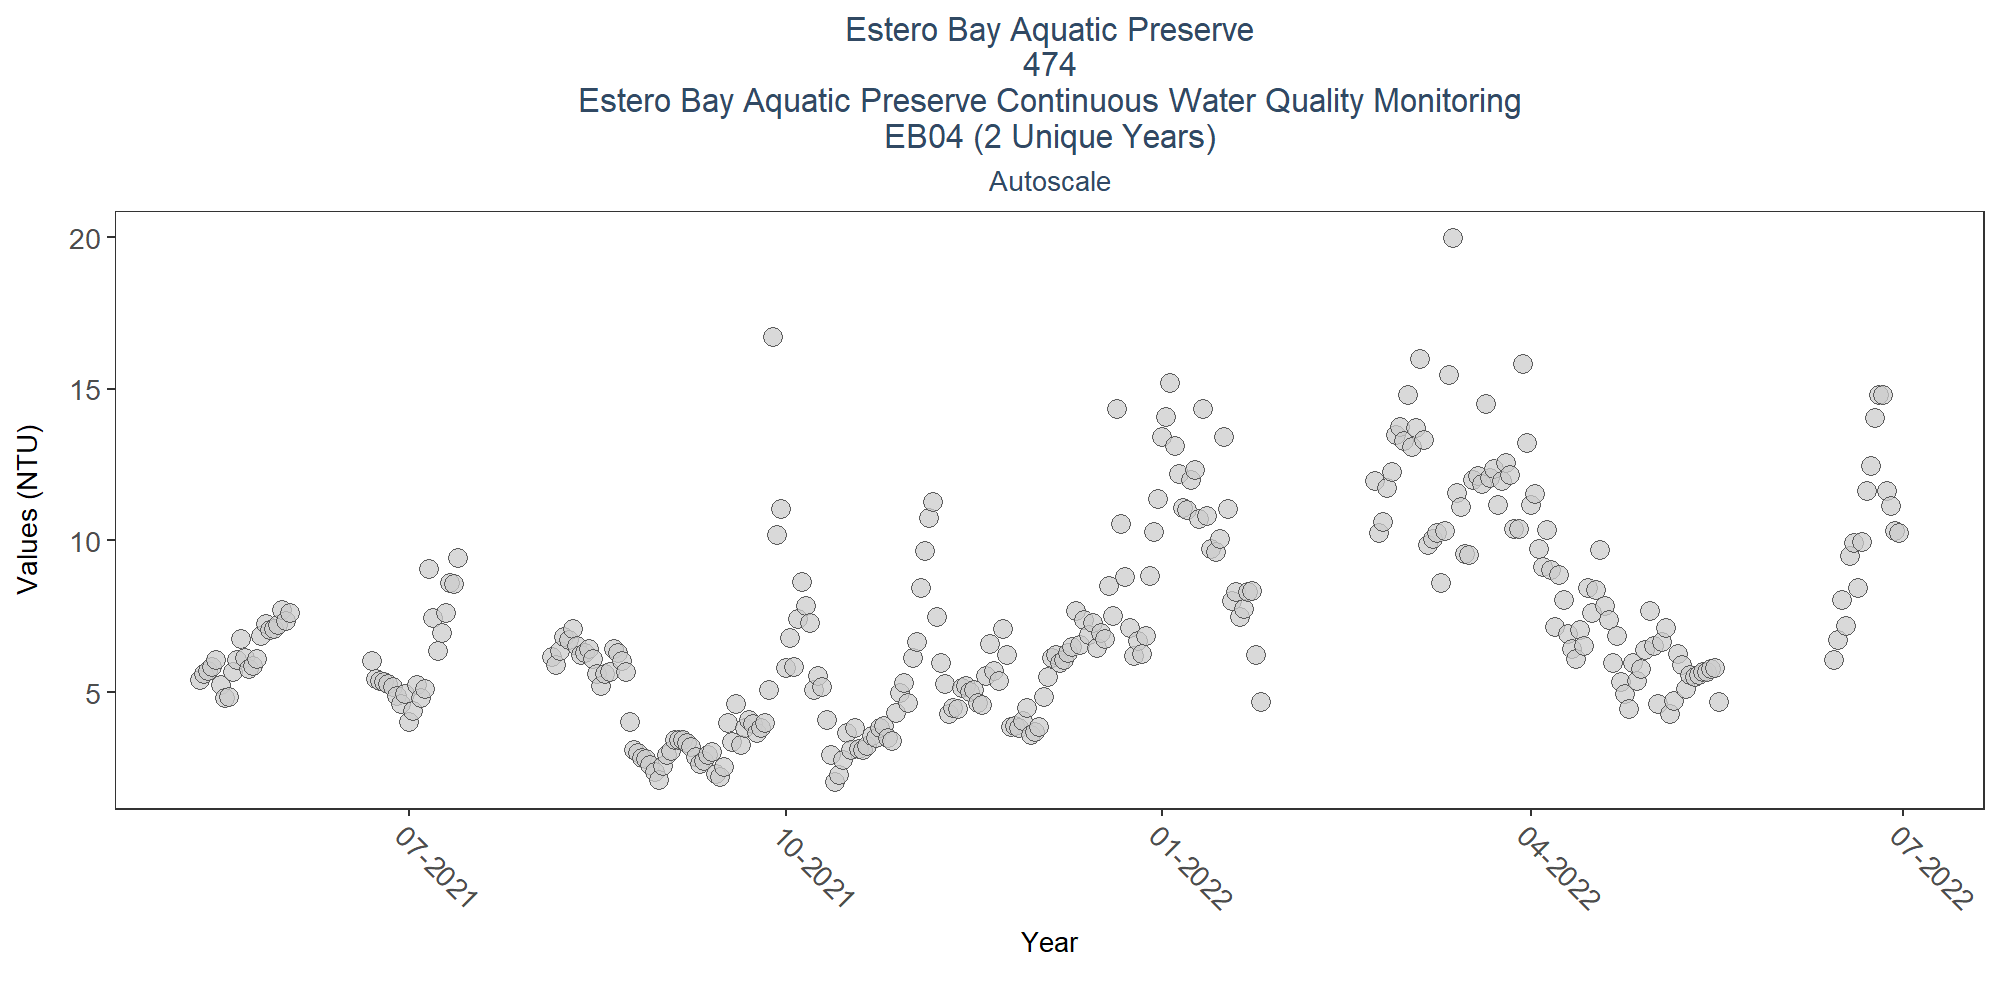 Estero Bay Aquatic Preserve
474
Estero Bay Aquatic Preserve Continuous Water Quality Monitoring
EB04 (2 Unique Years)
Autoscale
Values (NTU)
20
15
10
5
07-2021
10-2021
01-2022
04-2022
07-2022
Year